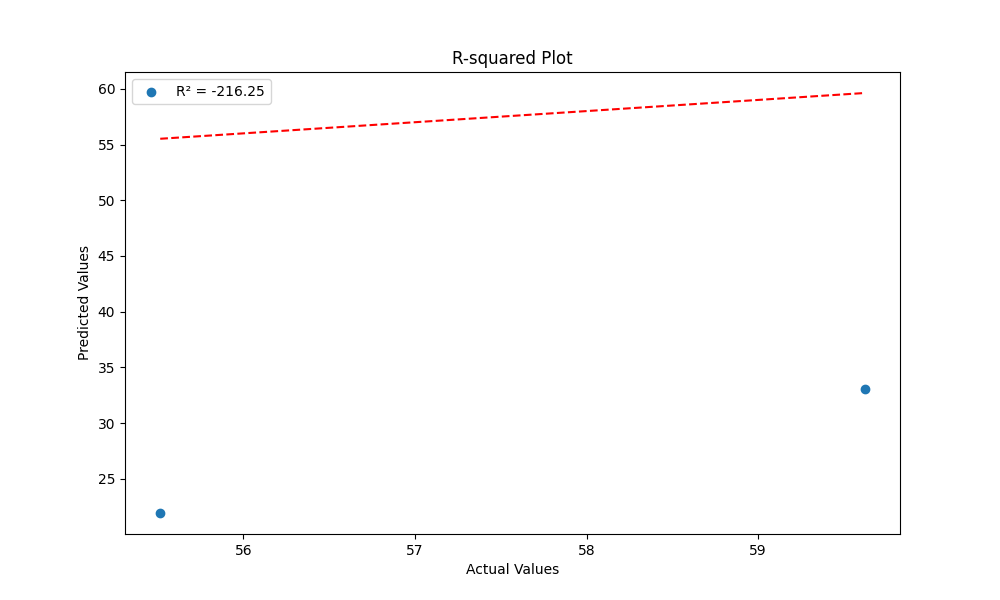 R-squared Plot
R² = -216.25
60
55
50
45
40
35
30
25
Predicted Values
56 57 58 59
Actual Values